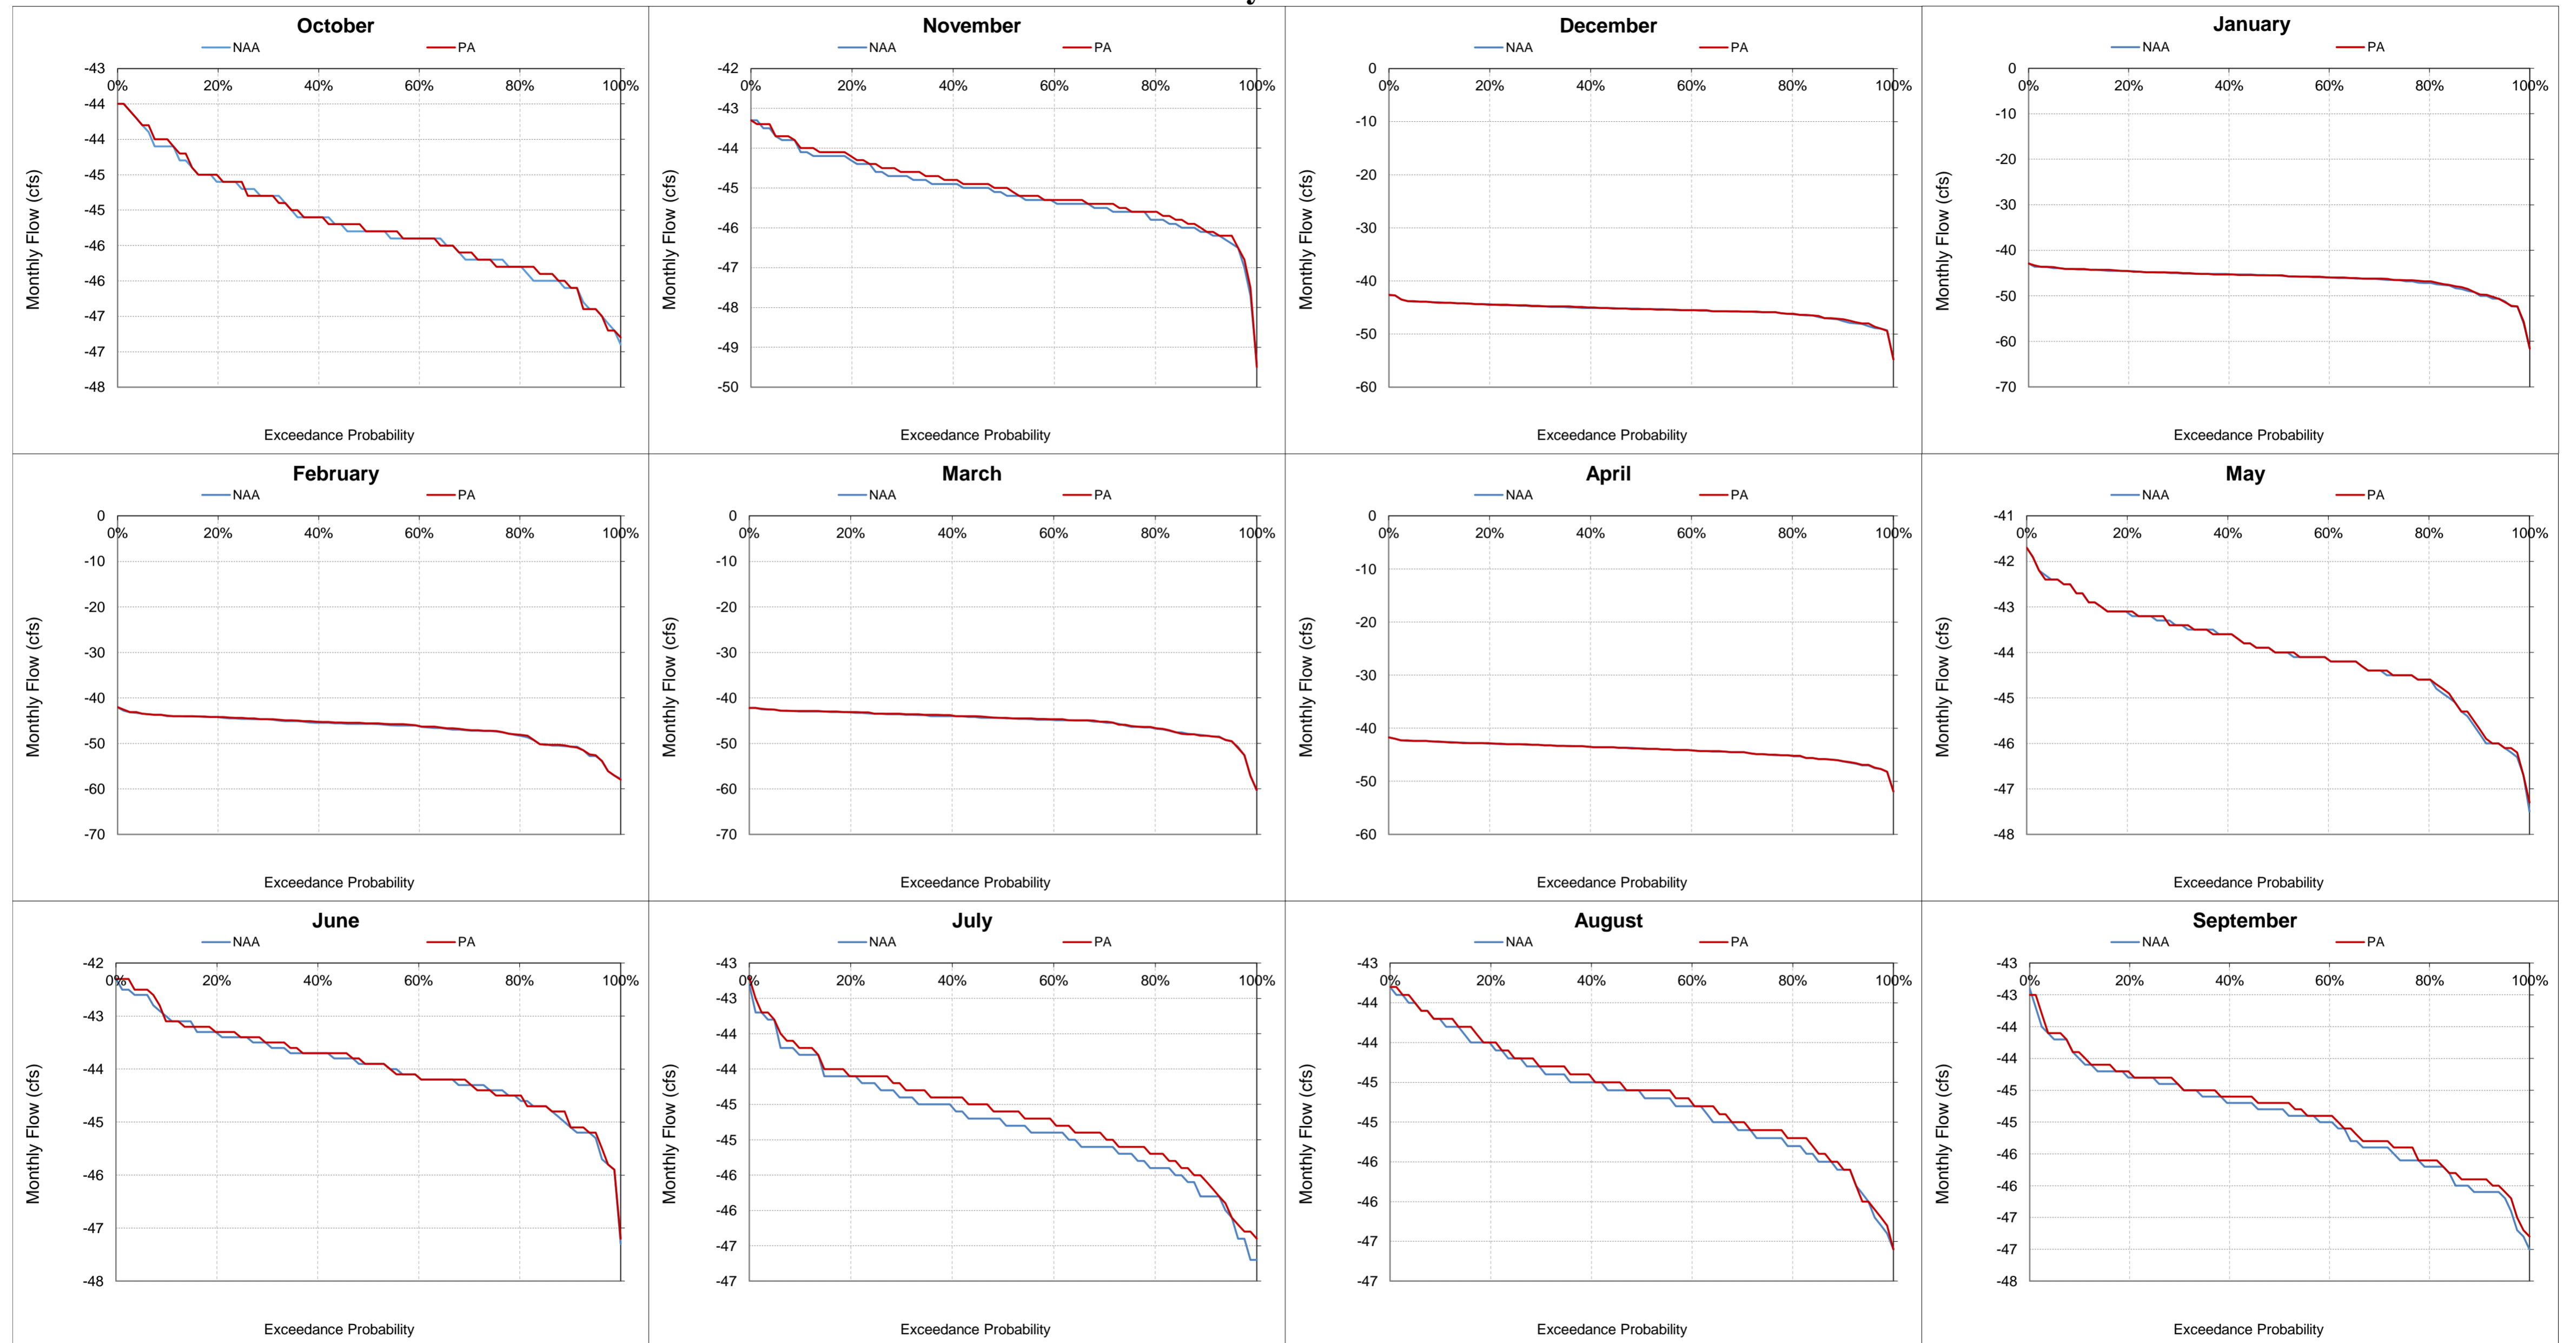 October
NAA PA
-43
0% 20% 40% 60% 80% 100%
-44
-44
-45
-45
-46
-46
-47
-47
-48
Monthly Flow (cfs)
Exceedance Probability
November
NAA PA
-42
0% 20% 40% 60% 80% 100%
-43
-44
-45
-46
-47
-48
-49
-50
Monthly Flow (cfs)
Exceedance Probability
December
NAA PA
0
0% 20% 40% 60% 80% 100%
-10
-20
-30
-40
-50
-60
Monthly Flow (cfs)
Exceedance Probability
January
NAA PA
0
0% 20% 40% 60% 80% 100%
-10
-20
-30
-40
-50
-60
-70
Monthly Flow (cfs)
Exceedance Probability
February
NAA PA
0
0% 20% 40% 60% 80% 100%
-10
-20
-30
-40
-50
-60
-70
Monthly Flow (cfs)
Exceedance Probability
March
NAA PA
0
0% 20% 40% 60% 80% 100%
-10
-20
-30
-40
-50
-60
-70
Monthly Flow (cfs)
Exceedance Probability
April
NAA PA
0
0% 20% 40% 60% 80% 100%
-10
-20
-30
-40
-50
-60
Monthly Flow (cfs)
Exceedance Probability
May
NAA PA
-41
0% 20% 40% 60% 80% 100%
-42
-43
-44
-45
-46
-47
-48
Monthly Flow (cfs)
Exceedance Probability
June
NAA PA
-42
0% 20% 40% 60% 80% 100%
-43
-44
-45
-46
-47
-48
Monthly Flow (cfs)
Exceedance Probability
July
NAA PA
-43
0% 20% 40% 60% 80% 100%
-43
-44
-44
-45
-45
-46
-46
-47
-47
Monthly Flow (cfs)
Exceedance Probability
August
NAA PA
-43
0% 20% 40% 60% 80% 100%
-44
-44
-45
-45
-46
-46
-47
-47
Monthly Flow (cfs)
Exceedance Probability
September
NAA PA
-43
0% 20% 40% 60% 80% 100%
-43
-44
-44
-45
-45
-46
-46
-47
-47
-48
Monthly Flow (cfs)
Exceedance Probability